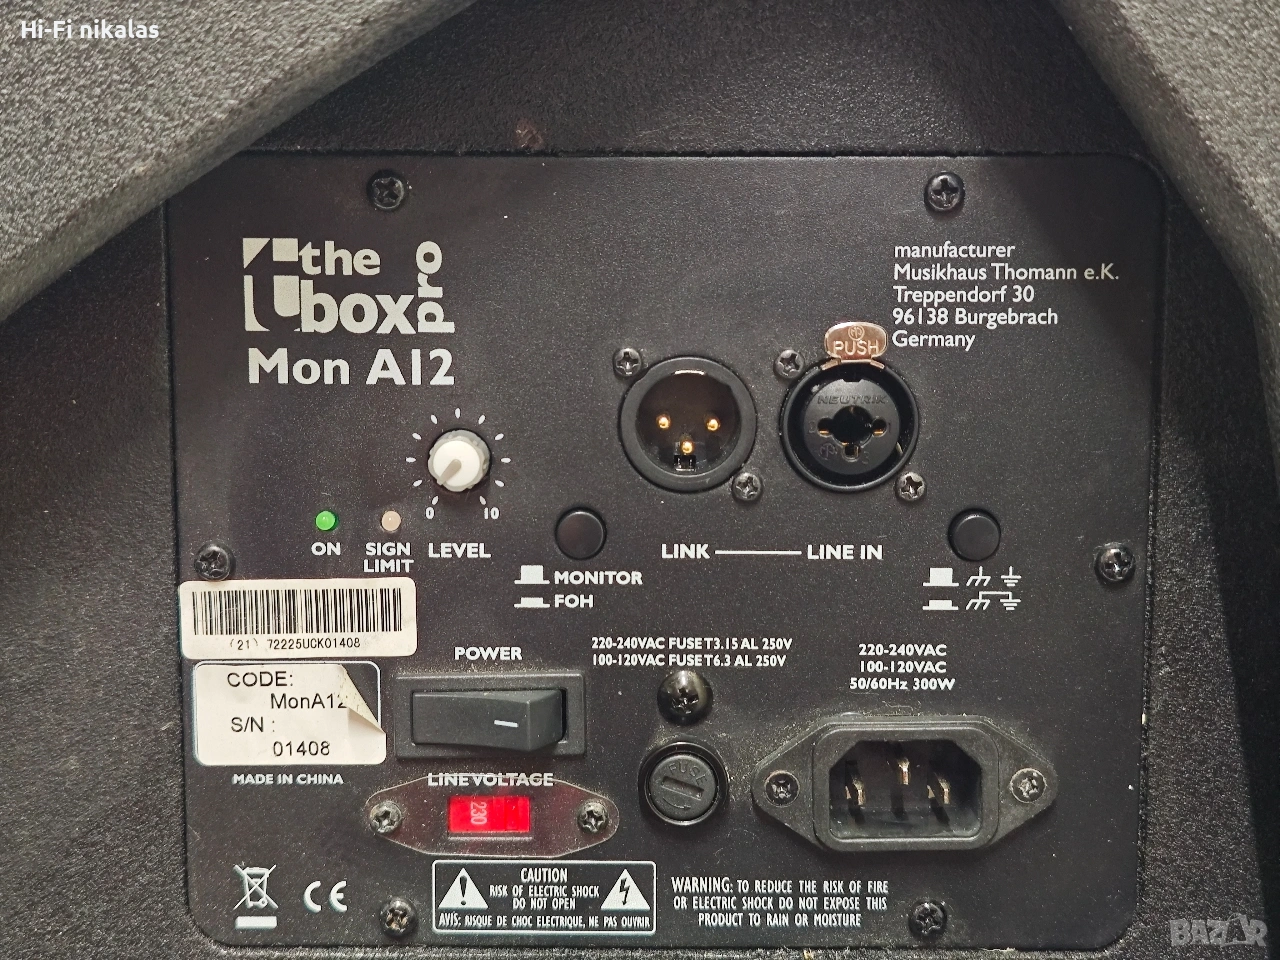 Hi-Fi nikalas
the
box pro
Mon A12
manufacturer
Musikhaus Thomann e.K.
Treppendorf 30
96138 Burgebrach
Germany
PUSH
NEUTRIK
0 10
ON
SIGN
LIMIT
LEVEL
MONITOR
FOH
LINK
LINE IN
(21) 72225UCK01408
CODE:
MonA12
S/N :
01408
MADE IN CHINA
POWER
220-240VAC FUSE T3.15 AL 250V
100-120VAC FUSE T6.3 AL 250V
220-240VAC
100-120VAC
50/60Hz 300W
LINE VOLTAGE
230
FUSE
CE
CAUTION
RISK OF ELECTRIC SHOCK
DO NOT OPEN
AVIS: RISQUE DE CHOC ELECTRIQUE, NE PAS OUVRIR
WARNING: TO REDUCE THE RISK OF FIRE
OR ELECTRIC SHOCK DO NOT EXPOSE THIS
PRODUCT TO RAIN OR MOISTURE
BAZAR